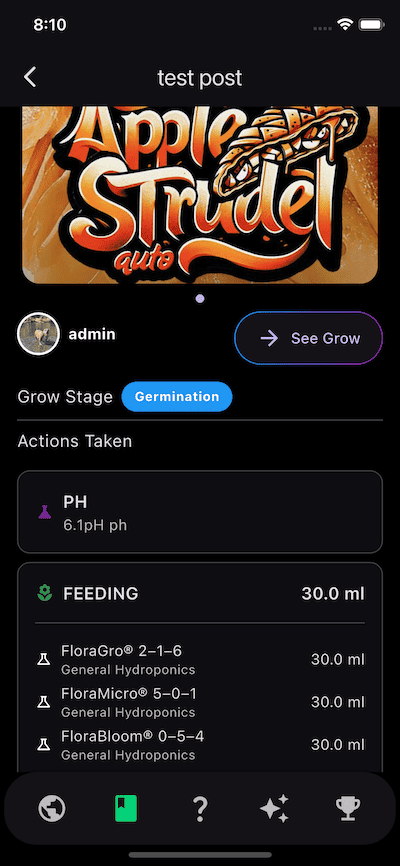 8:10
test post
Apple
Strudel
auto
admin
See Grow
Grow Stage Germination
Actions Taken
PH
6.1pH ph
FEEDING 30.0 ml
FloraGro® 2–1–6
General Hydroponics
30.0 ml
FloraMicro® 5–0–1
General Hydroponics
30.0 ml
FloraBloom® 0–5–4
General Hydroponics
30.0 ml
?